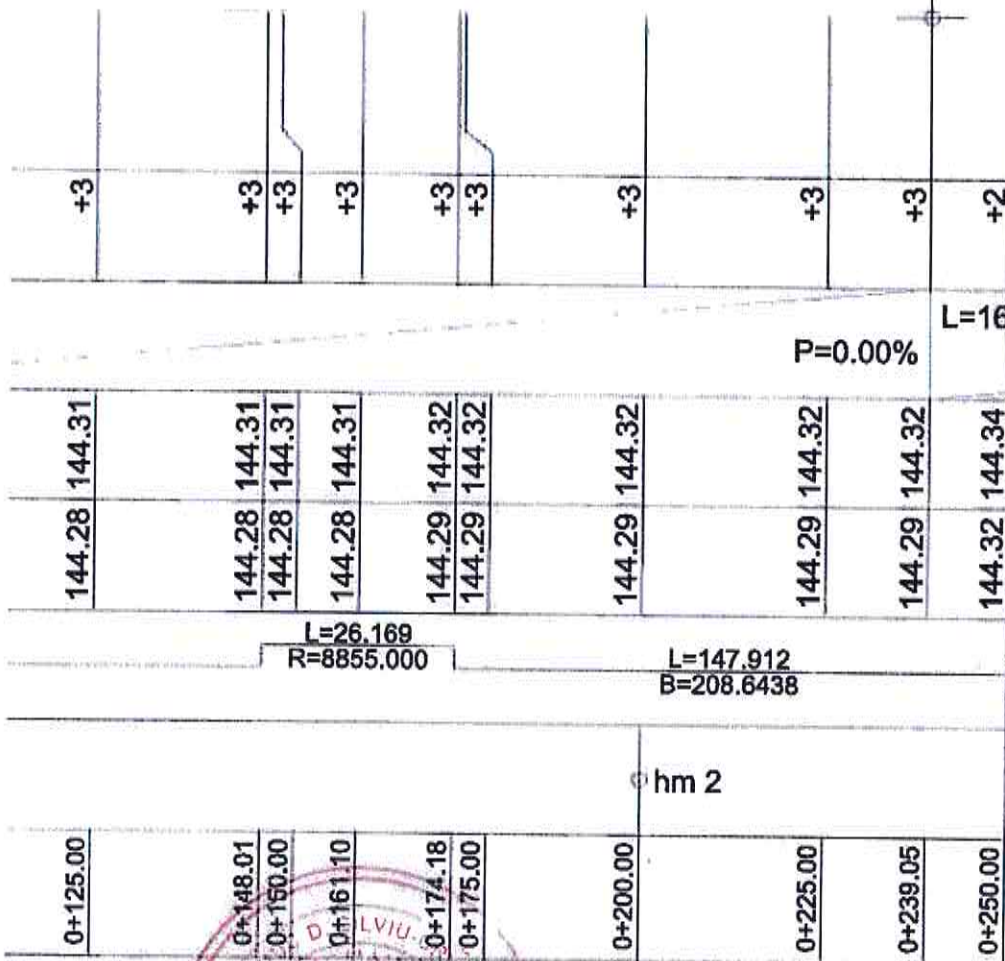 +3 +3 +3 +3 +3 +3 +3 +3 +3 +2
L=16
P=0.00%
144.31 144.31 144.31 144.31 144.32 144.32 144.32 144.32 144.32 144.34
144.28 144.28 144.28 144.28 144.29 144.29 144.29 144.29 144.29 144.32
L=26.169
R=8855.000
L=147.912
B=208.6438
hm 2
0+125.00 0+148.01 0+150.00 0+161.10 0+174.18 0+175.00 0+200.00 0+225.00 0+239.05 0+250.00
LVIU